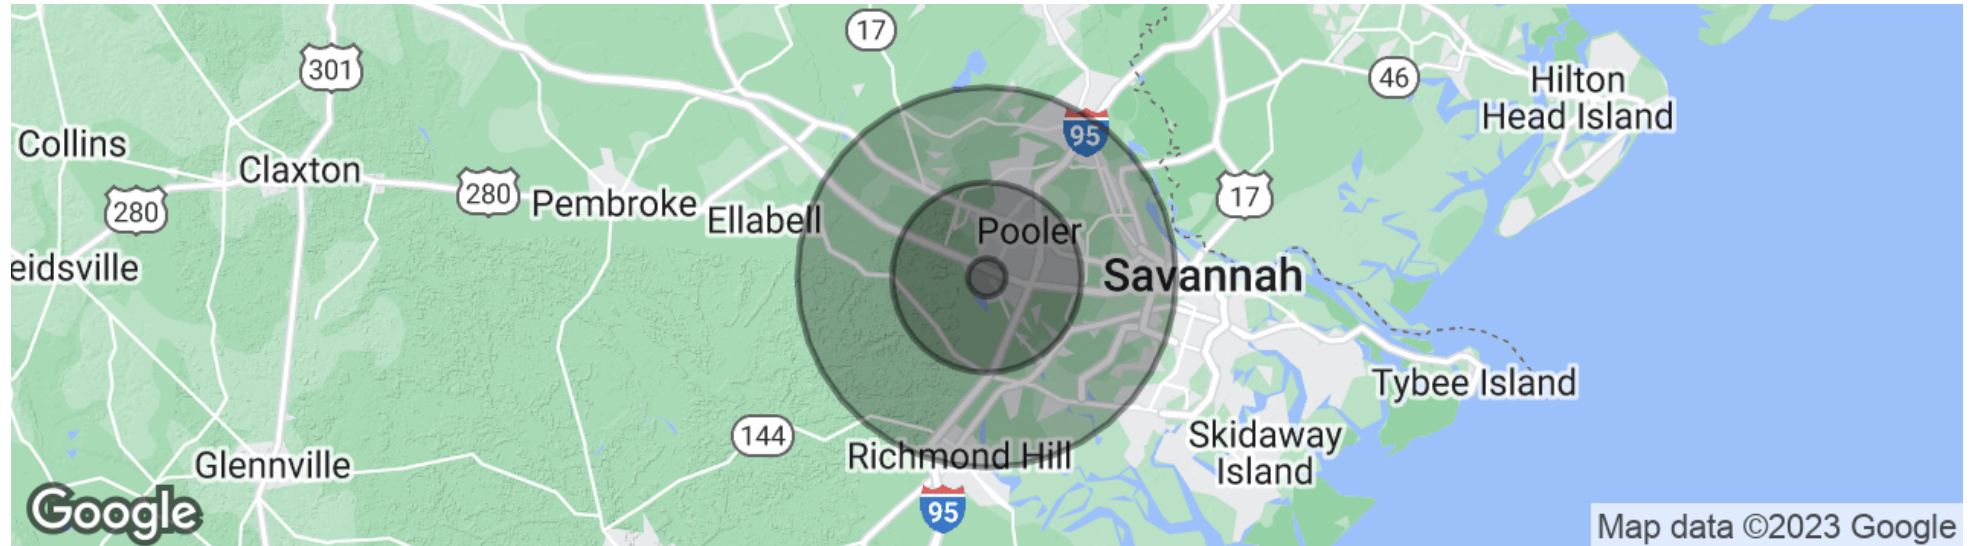 17
301
46
Hilton
Head Island
95
Collins
Claxton
280
280
Pembroke
Ellabell
17
Pooler
eidsville
Savannah
Tybee Island
144
Skidaway
Island
Richmond Hill
Glennville
95
Google
Map data ©2023 Google